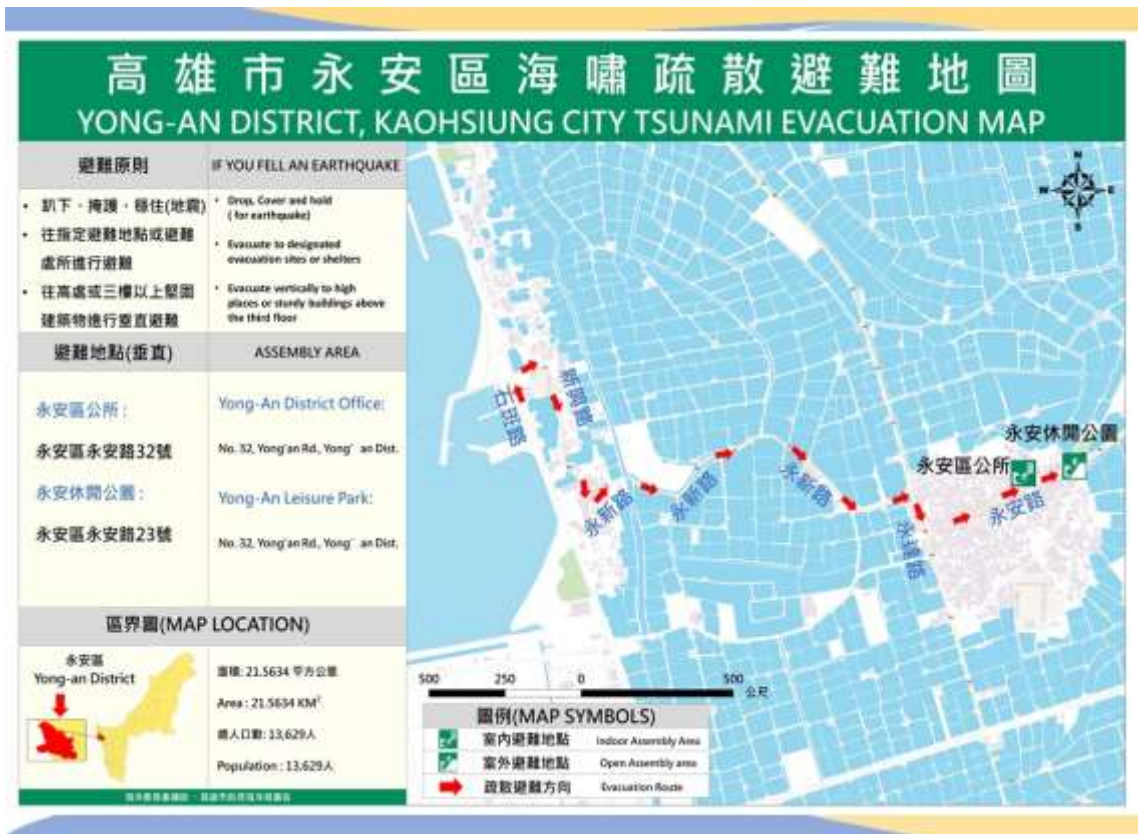 高雄市永安區海嘯疏散避難地圖
YONG-AN DISTRICT, KAOHSIUNG CITY TSUNAMI EVACUATION MAP
避難原則
IF YOU FELL AN EARTHQUAKE
• 趴下、掩護、穩住(地震)
• 往指定避難地點或避難
處所進行避難
• 往高處或三樓以上堅固
建築物進行垂直避難
• Drop, Cover and hold
( for earthquake)
• Evacuate to designated
evacuation sites or shelters
• Evacuate vertically to high
places or sturdy buildings above
the third floor
避難地點(垂直)
ASSEMBLY AREA
永安區公所:
永安區永安路32號
永安休閒公園:
永安區永安路23號
Yong-An District Office:
No. 32, Yong'an Rd., Yong' an Dist.
Yong-An Leisure Park:
No. 32, Yong'an Rd., Yong' an Dist.
區界圖(MAP LOCATION)
永安區
Yong-an District
面積: 21.5634 平方公里
Area : 21.5634 KM²
總人口數: 13,629人
Population : 13,629人
N
W
E
S
石斑路
新開路
永新路
永新路
永新路
永達路
永安路
永安區公所
永安休閒公園
500
250
0
500
公尺
圖例(MAP SYMBOLS)
室內避難地點
Indoor Assembly Area
室外避難地點
Open Assembly area
疏散避難方向
Evacuation Route